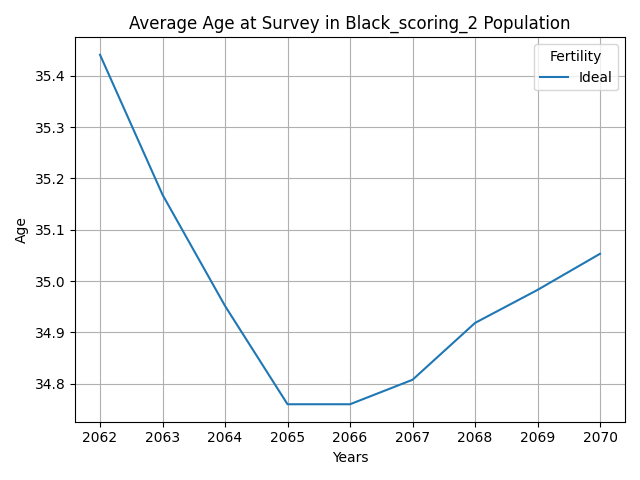 Average Age at Survey in Black_scoring_2 Population
Fertility
Ideal
35.4
35.3
35.2
35.1
35.0
34.9
34.8
Age
2062 2063 2064 2065 2066 2067 2068 2069 2070
Years